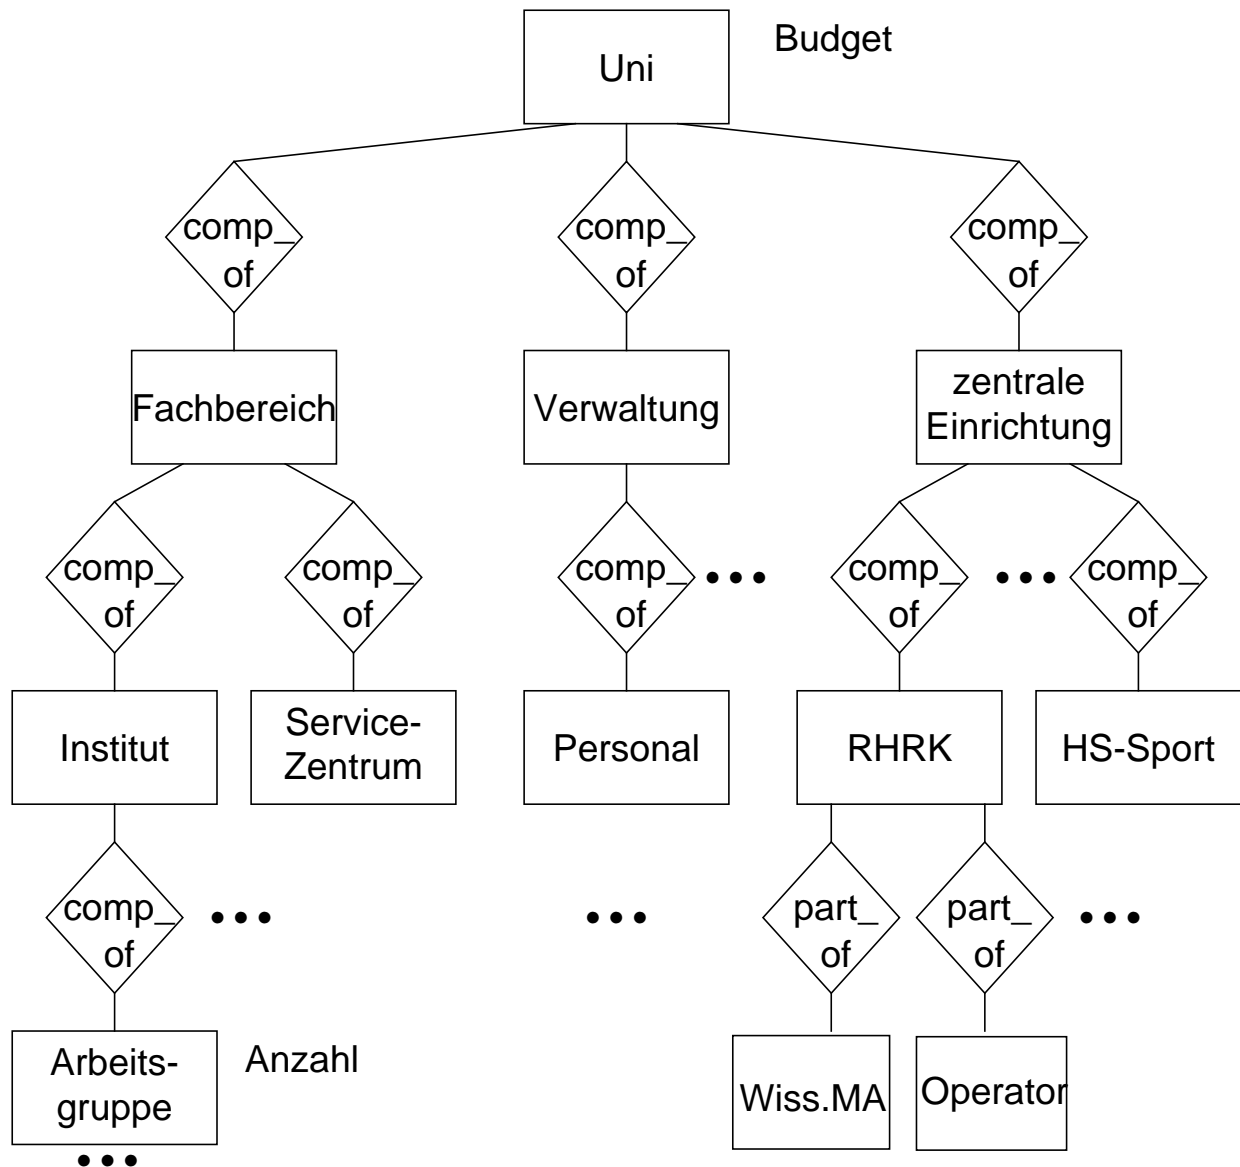 Uni
Budget
comp_
of
comp_
of
comp_
of
Fachbereich
Verwaltung
zentrale
Einrichtung
comp_
of
comp_
of
comp_
of
•••
comp_
of
•••
comp_
of
Institut
Service-
Zentrum
Personal
RHRK
HS-Sport
comp_
of
•••
•••
part_
of
part_
of
•••
Arbeits-
gruppe
Anzahl
Wiss.MA
Operator
•••